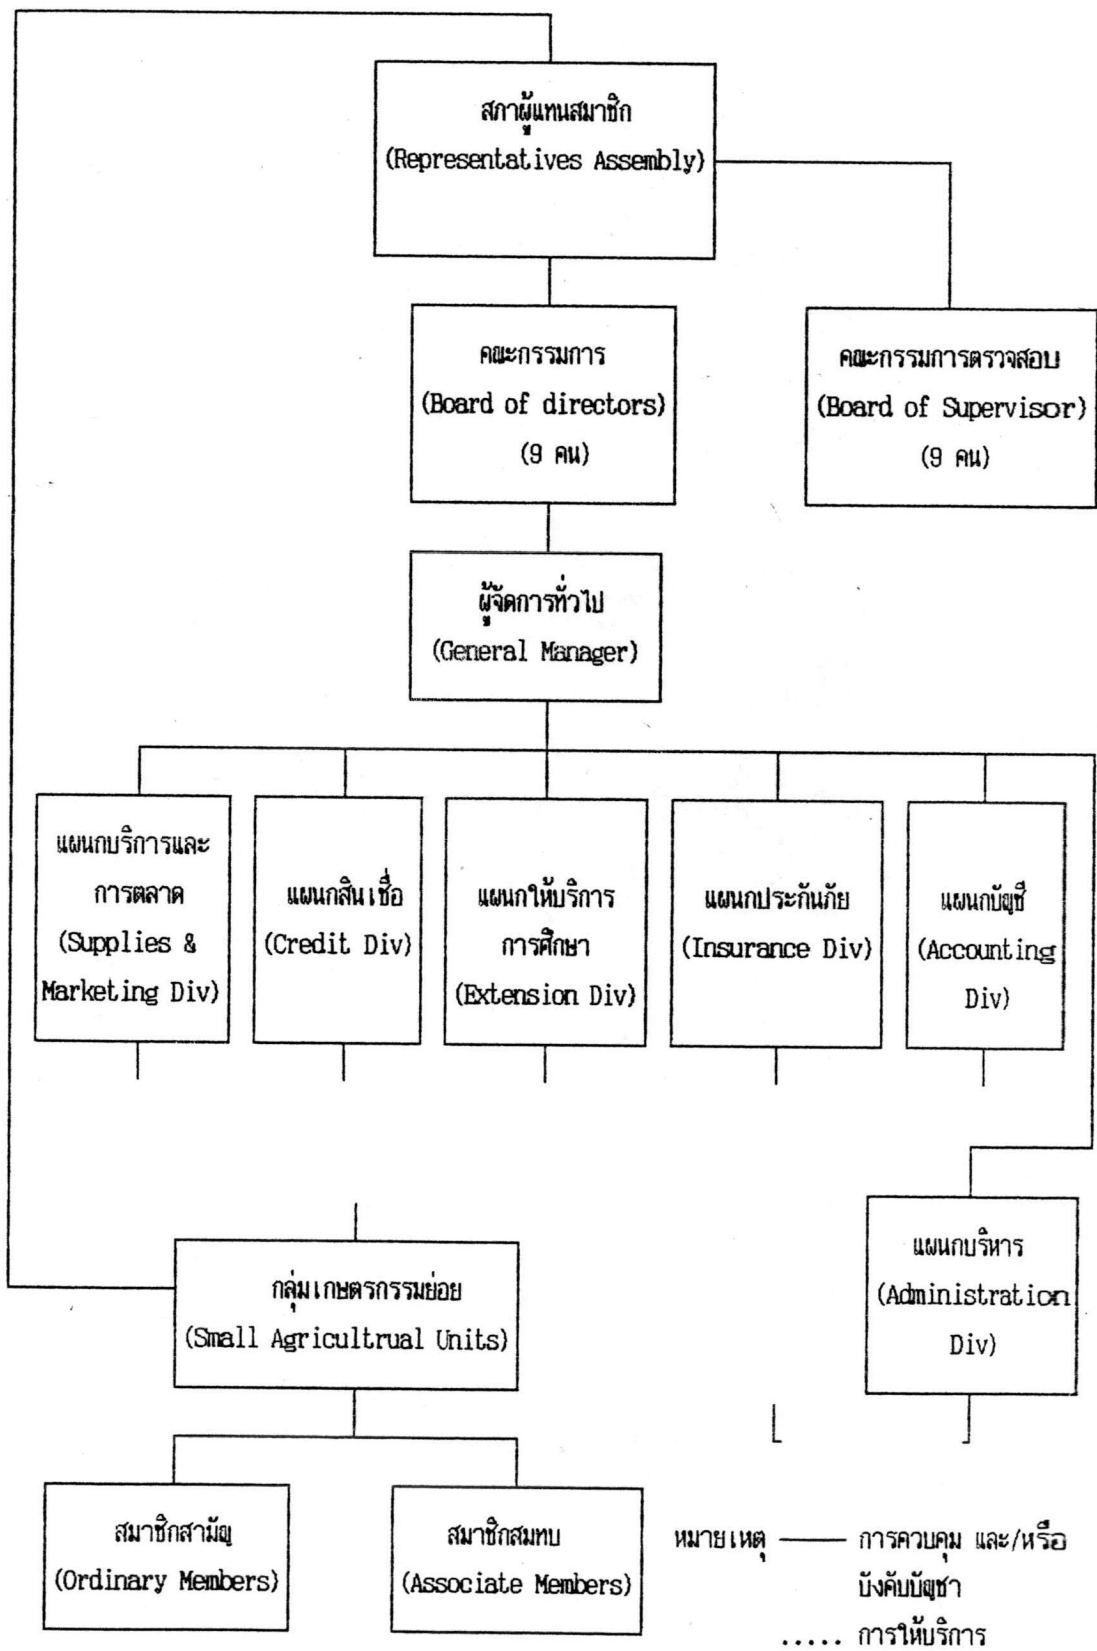 สภาผู้แทนสมาชิก
(Representatives Assembly)
คณะกรรมการ
(Board of directors)
(9 คน)
คณะกรรมการตรวจสอบ
(Board of Supervisor)
(9 คน)
ผู้จัดการทั่วไป
(General Manager)
แผนกบริการและ
การตลาด
(Supplies &
Marketing Div)
แผนกสินเชื่อ
(Credit Div)
แผนกให้บริการ
การศึกษา
(Extension Div)
แผนกประกันภัย
(Insurance Div)
แผนกบัญชี
(Accounting
Div)
แผนกบริหาร
(Administration
Div)
กลุ่มเกษตรกรรมย่อย
(Small Agricultrual Units)
สมาชิกสามัญ
(Ordinary Members)
สมาชิกสมทบ
(Associate Members)
หมายเหตุ —— การควบคุม และ/หรือ
บังคับบัญชา
..... การให้บริการ